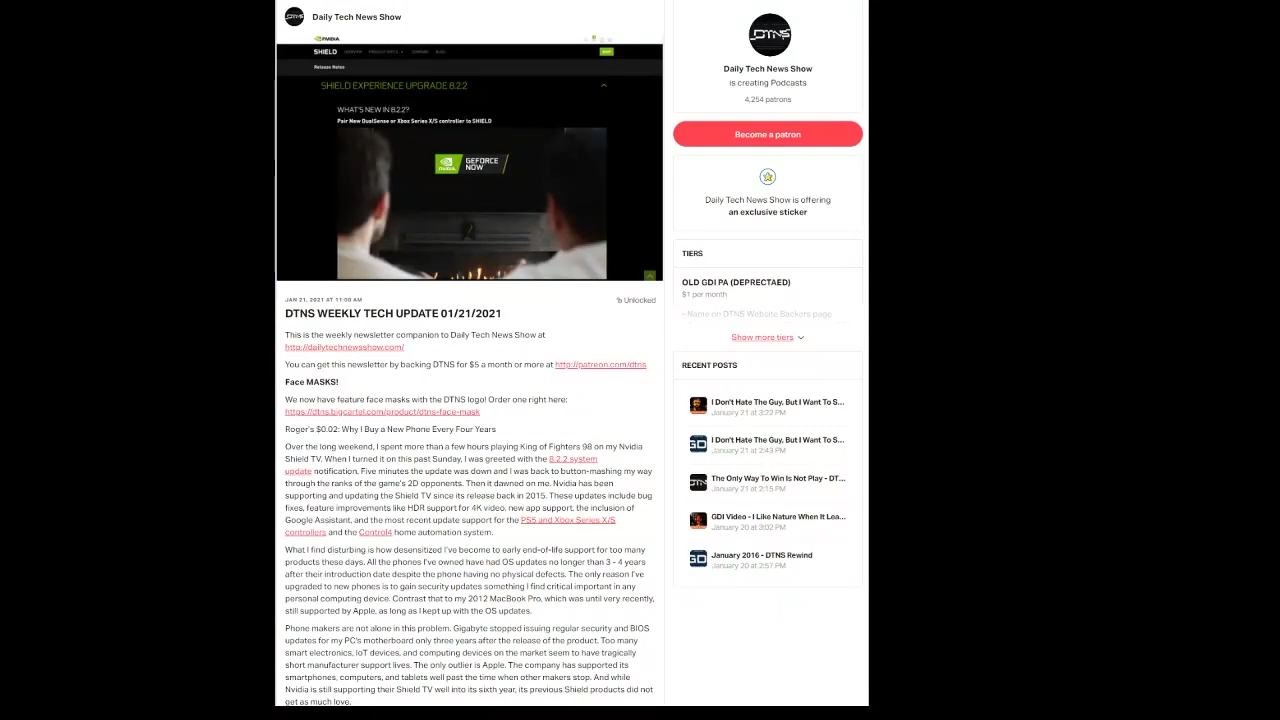 Daily Tech News Show
NVIDIA
SHIELD
SHOP
Release Notes
SHIELD EXPERIENCE UPGRADE 8.2.2
WHAT'S NEW IN 8.2.2?
Pair New DualSense or Xbox Series X/S controller to SHIELD
GEFORCE
NOW
JAN 21, 2021 AT 11:00 AM
Unlocked
DTNS WEEKLY TECH UPDATE 01/21/2021
This is the weekly newsletter companion to Daily Tech News Show at
http://dailytechnewsshow.com/
You can get this newsletter by backing DTNS for $5 a month or more at http://patreon.com/dtns
Face MASKS!
We now have feature face masks with the DTNS logo! Order one right here:
https://dtns.bigcartel.com/product/dtns-face-mask
Roger's $0.02: Why I Buy a New Phone Every Four Years
Over the long weekend, I spent more than a few hours playing King of Fighters 98 on my Nvidia
Shield TV. When I turned it on this past Sunday, I was greeted with the 8.2.2 system
update notification. Five minutes the update was down and I was back to button-mashing my way
through the ranks of the game's 2D opponents. Then it dawned on me. Nvidia has been
supporting and updating the Shield TV since its release back in 2015. These updates include bug
fixes, feature improvements like HDR support for 4K video, new app support, the inclusion of
Google Assistant, and the most recent update support for the PS5 and Xbox Series X/S
controllers and the Control4 home automation system.
What I find disturbing is how desensitized I've become to early end-of-life support for too many
products these days. All the phones I've owned have had OS updates no longer than 3 - 4 years
after their introduction date despite the phone having no physical defects. The only reason I've
upgraded to new phones is to gain security updates something I find critical important in any
personal computing device. Contrast that to my 2012 MacBook Pro, which was until very recently,
still supported by Apple, as long as I kept up with the OS updates.
Phone makers are not alone in this problem. Gigabyte stopped issuing regular security and BIOS
updates for my PC's motherboard only three years after the release of the product. Too many
smart electronics, IoT devices, and computing devices on the market seem to have tragically
short manufacturer support lives. The only outlier is Apple. The company has supported its
smartphones, computers, and tablets well past the time when other makers stop. And while
Nvidia is still supporting their Shield TV well into its sixth year, its previous Shield products did not
get as much love.
DTNS
Daily Tech News Show
is creating Podcasts
4,254 patrons
Become a patron
Daily Tech News Show is offering
an exclusive sticker
TIERS
OLD GDI PA (DEPRECTAED)
$1 per month
- Name on DTNS Website Backers page
Show more tiers
RECENT POSTS
I Don't Hate The Guy, But I Want To S...
January 21 at 3:22 PM
I Don't Hate The Guy, But I Want To S...
January 21 at 2:43 PM
The Only Way To Win Is Not Play - DT...
January 21 at 2:15 PM
GDI Video - I Like Nature When It Lea...
January 20 at 3:02 PM
January 2016 - DTNS Rewind
January 20 at 2:57 PM